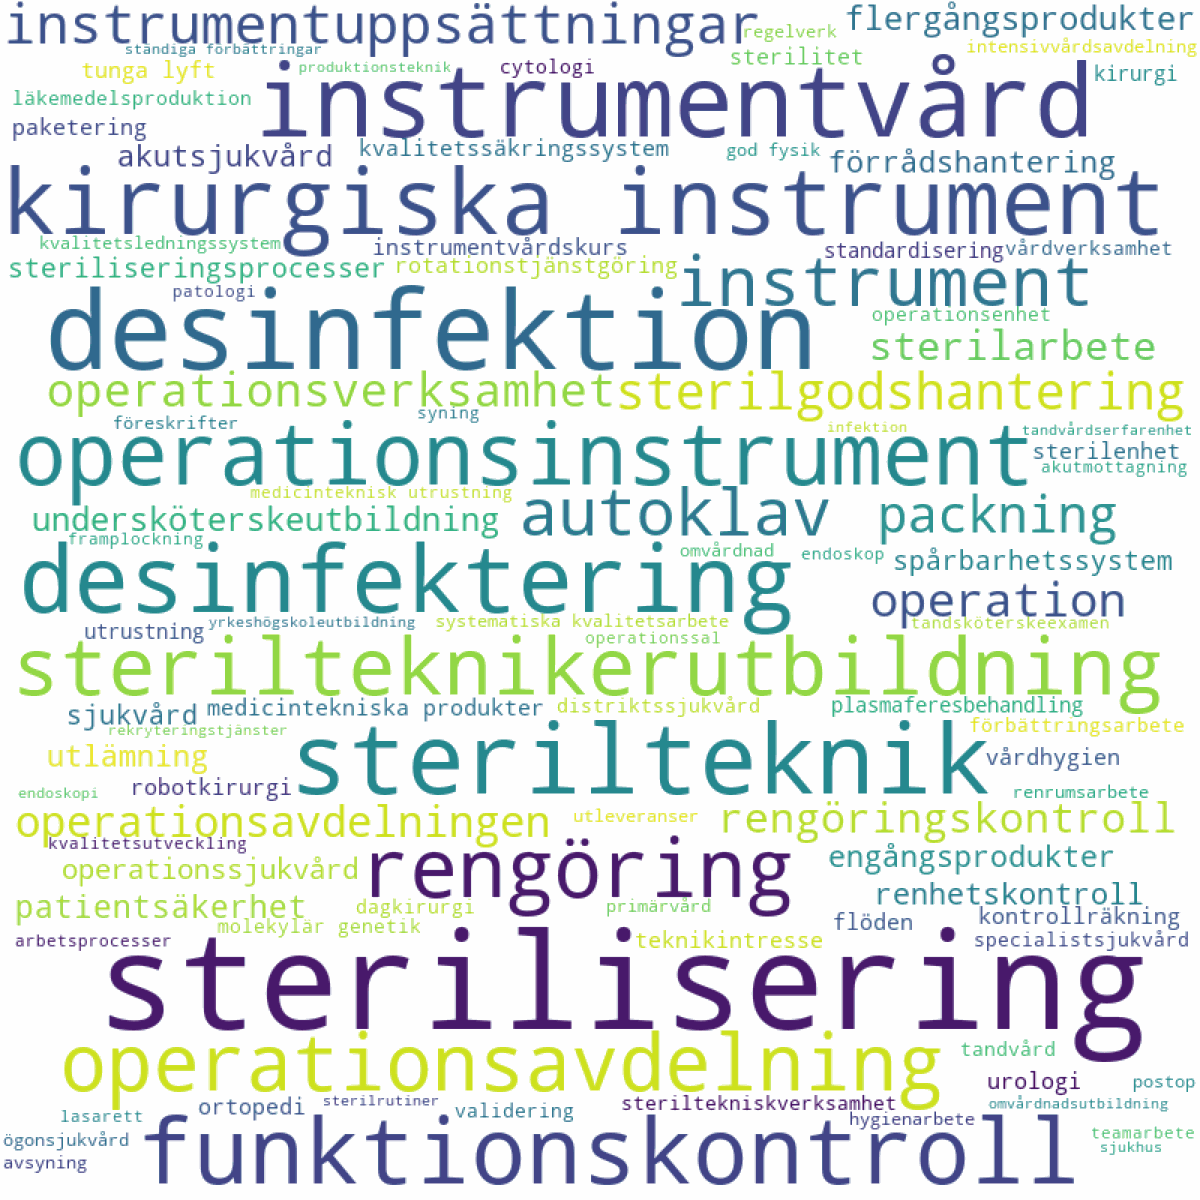 instrumentuppsättningar
flergångsprodukter
regelverk
ständiga förbättringar
intensivvårdsavdelning
sterilitet
tunga lyft
produktionsteknik
cytologi
kirurgi
instrumentvård
läkemedelsproduktion
paketering
akutsjukvård
kvalitetssäkringssystem
god fysik
förrådshantering
kirurgiska instrument
kvalitetsledningssystem
instrumentvårdskurs
standardisering
vårdverksamhet
steriliseringsprocesser
rotationstjänstgöring
instrument
patologi
desinfektion
operationsenhet
sterilarbete
operationsverksamhet
sterilgodshantering
föreskrifter
syning
infektion
tandvårdserfarenhet
operationsinstrument
sterilenhet
akutmottagning
medicinteknisk utrustning
undersköterskeutbildning
autoklav
packning
framplockning
desinfektering
omvårdnad
endoskop
spårbarhetssystem
operation
utrustning
yrkeshögskoleutbildning
systematiska kvalitetsarbete
tandsköterskeexamen
operationssal
sterilteknikerutbildning
sjukvård
medicintekniska produkter
distriktssjukvård
plasmaferesbehandling
rekryteringstjänster
förbättringsarbete
sterilteknik
utlämning
vårdhygien
robotkirurgi
endoskopi
renrumsarbete
operationsavdelningen
utleveranser
rengöringskontroll
kvalitetsutveckling
rengöring
engångsprodukter
operationssjukvård
renhetskontroll
patientsäkerhet
dagkirurgi
primärvård
flöden
kontrollräkning
molekylär genetik
arbetsprocesser
teknikintresse
specialistsjukvård
sterilisering
operationsavdelning
tandvård
urologi
postop
lasarett
ortopedi
sterilrutiner
validering
steriltekniskverksamhet
omvårdnadsutbildning
hygienarbete
funktionskontroll
ögonsjukvård
teamarbete
sjukhus
avsyning